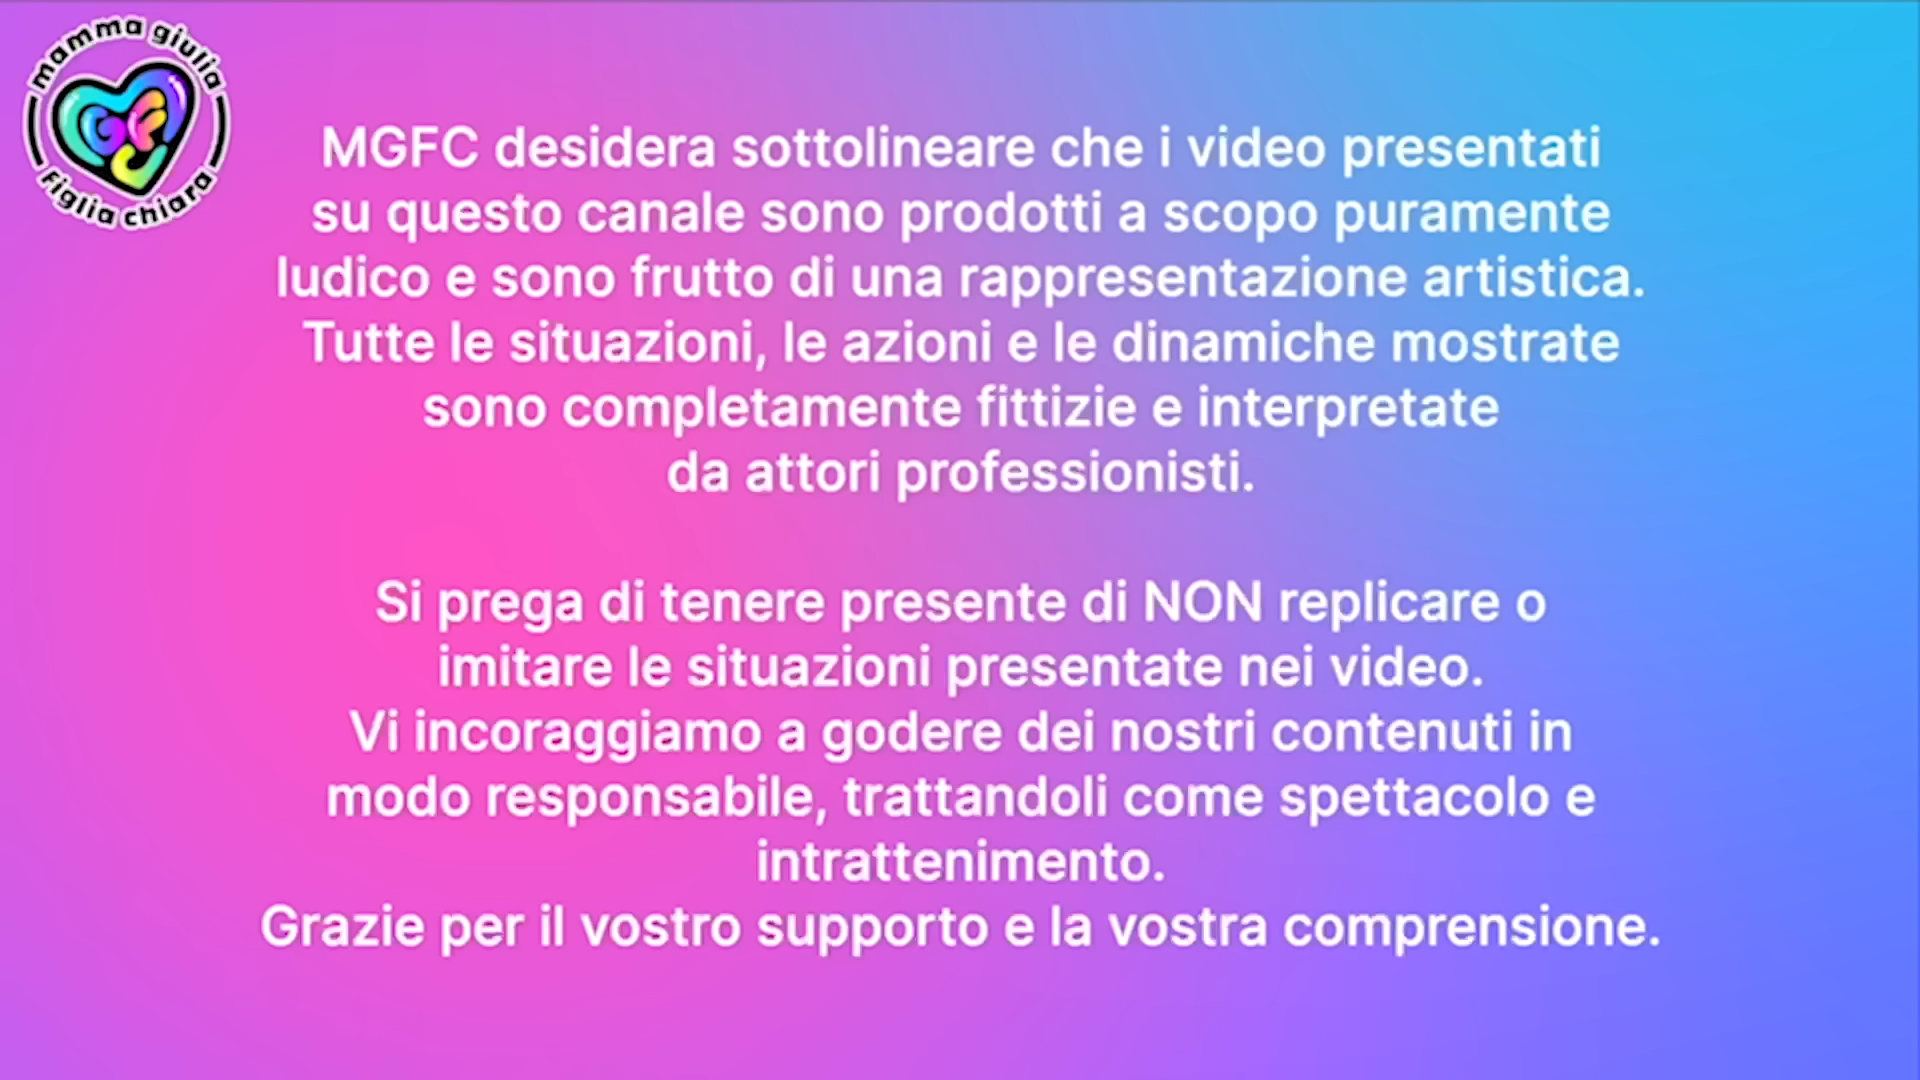 mamma giulia
GFC
figlia chiara
MGFC desidera sottolineare che i video presentati
su questo canale sono prodotti a scopo puramente
ludico e sono frutto di una rappresentazione artistica.
Tutte le situazioni, le azioni e le dinamiche mostrate
sono completamente fittizie e interpretate
da attori professionisti.
Si prega di tenere presente di NON replicare o
imitare le situazioni presentate nei video.
Vi incoraggiamo a godere dei nostri contenuti in
modo responsabile, trattandoli come spettacolo e
intrattenimento.
Grazie per il vostro supporto e la vostra comprensione.